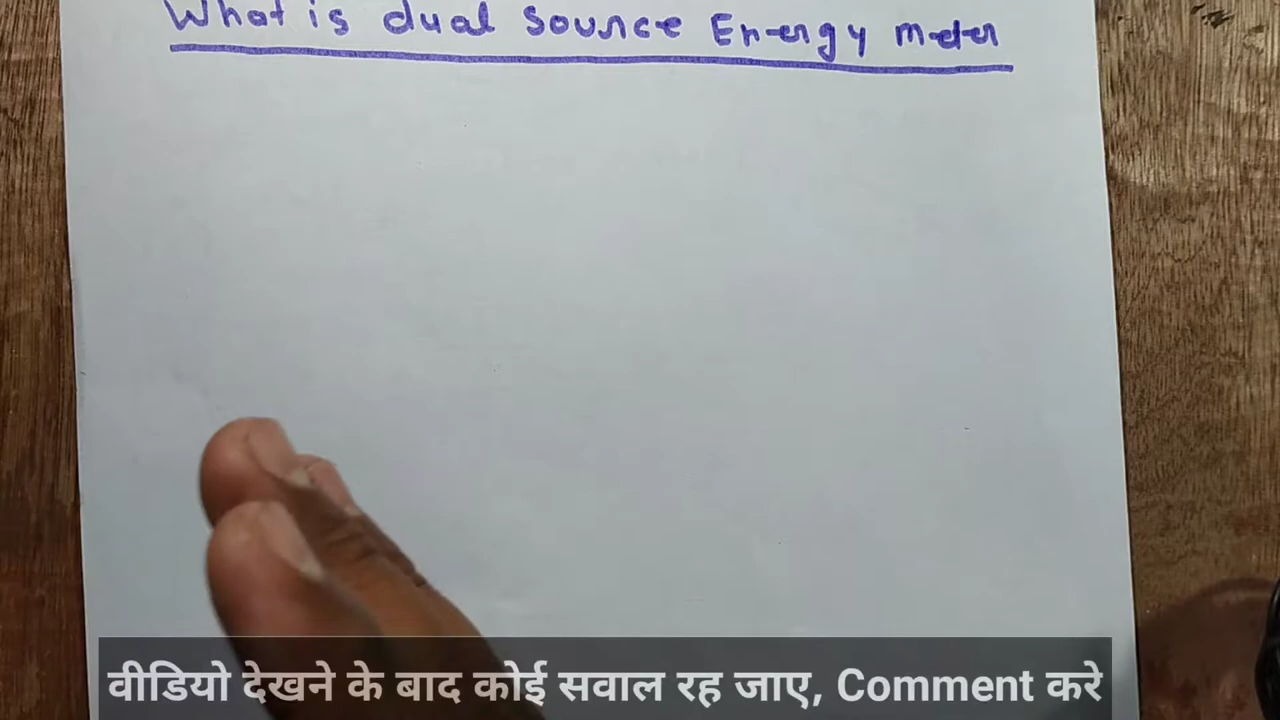 What is dual source Energy meter
वीडियो देखने के बाद कोई सवाल रह जाए, Comment करे